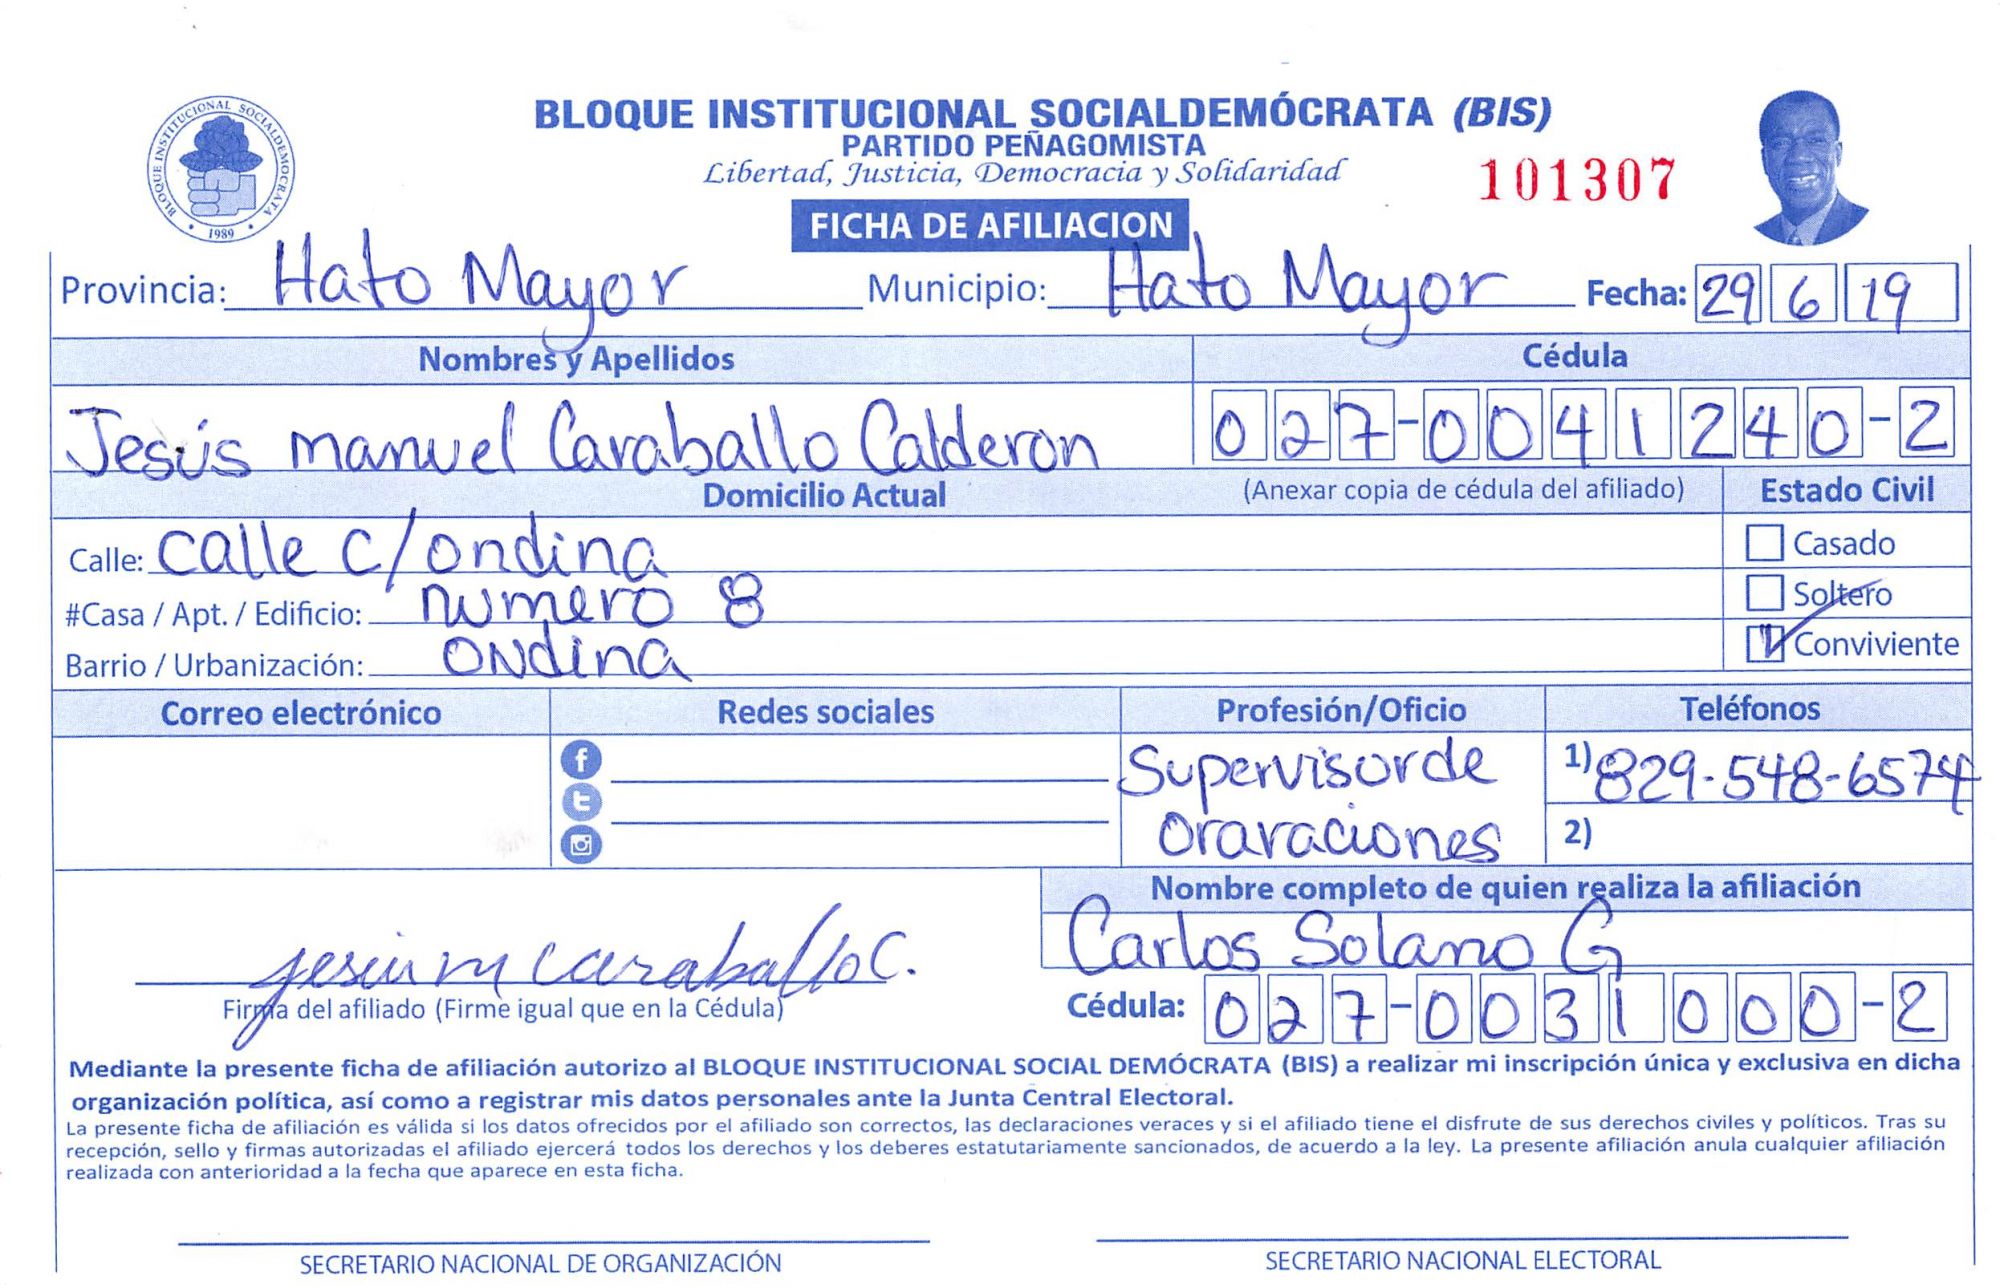 BLOQUE INSTITUCIONAL SOCIALDEMÓCRATA (BIS)
PARTIDO PEÑAGOMISTA
Libertad, Justicia, Democracia y Solidaridad
101307
BLOQUE INSTITUCIONAL SOCIALDEMOCRATA
1989
FICHA DE AFILIACION
Provincia: Hato Mayor Municipio: Hato Mayor Fecha: 29 6 19
Nombres y Apellidos Cédula
Jesús manuel Caraballo Calderon 027-0041240-2
Domicilio Actual (Anexar copia de cédula del afiliado) Estado Civil
Calle: calle c/ondina Casado
#Casa / Apt. / Edificio: numero 8 Soltero
Barrio / Urbanización: ondina Conviviente
Correo electrónico Redes sociales Profesión/Oficio Teléfonos
Supervisor de 1) 829-548-6574
oraraciones 2)
Nombre completo de quien realiza la afiliación
Carlos Solano G
jesus m caraballo C.
Firma del afiliado (Firme igual que en la Cédula) Cédula: 027-0031000-2
Mediante la presente ficha de afiliación autorizo al BLOQUE INSTITUCIONAL SOCIAL DEMÓCRATA (BIS) a realizar mi inscripción única y exclusiva en dicha
organización política, así como a registrar mis datos personales ante la Junta Central Electoral.
La presente ficha de afiliación es válida si los datos ofrecidos por el afiliado son correctos, las declaraciones veraces y si el afiliado tiene el disfrute de sus derechos civiles y políticos. Tras su
recepción, sello y firmas autorizadas el afiliado ejercerá todos los derechos y los deberes estatutariamente sancionados, de acuerdo a la ley. La presente afiliación anula cualquier afiliación
realizada con anterioridad a la fecha que aparece en esta ficha.
SECRETARIO NACIONAL DE ORGANIZACIÓN SECRETARIO NACIONAL ELECTORAL